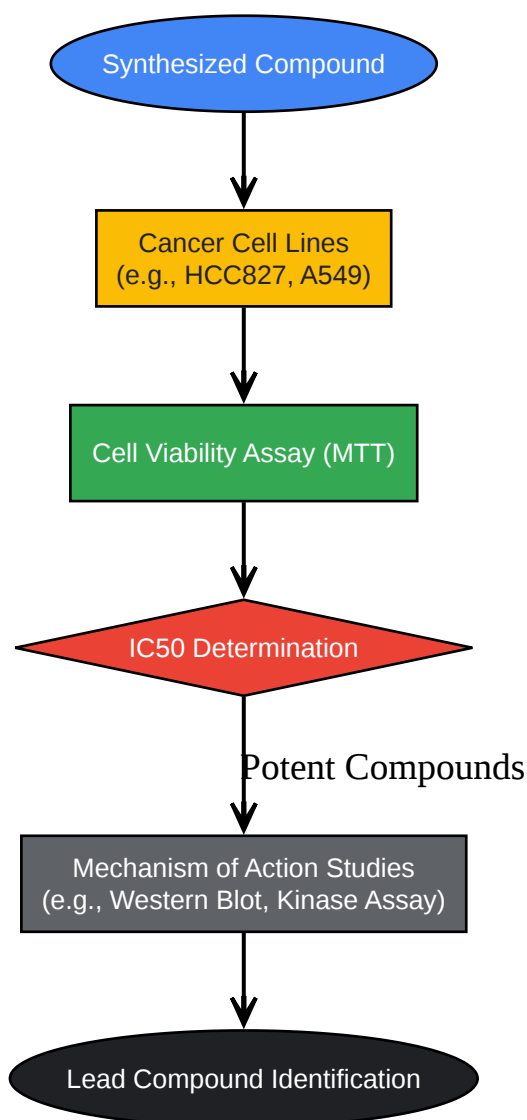 Synthesized Compound
Cancer Cell Lines
(e.g., HCC827, A549)
Cell Viability Assay (MTT)
IC50 Determination
Potent Compounds
Mechanism of Action Studies
(e.g., Western Blot, Kinase Assay)
Lead Compound Identification